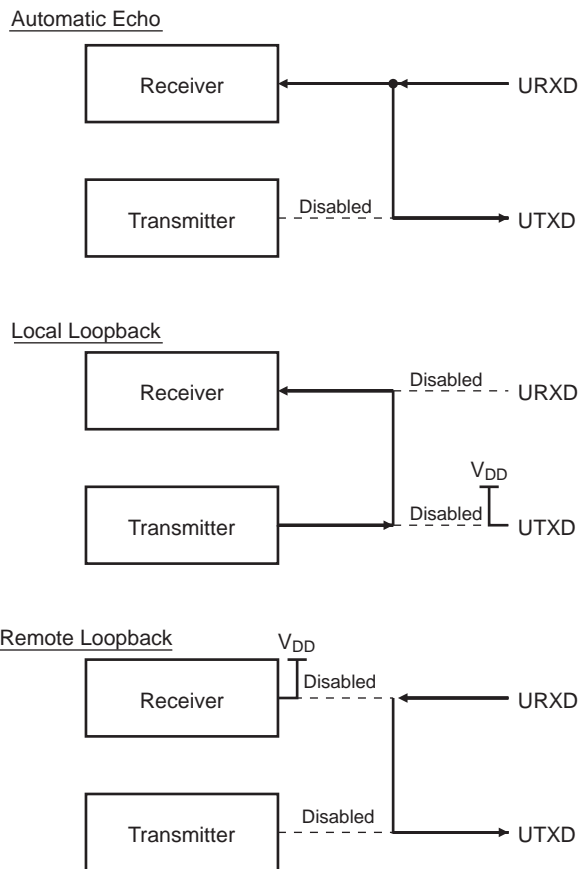 Automatic Echo
Receiver
URXD
Transmitter
Disabled
UTXD
Local Loopback
Receiver
Disabled
URXD
VDD
Transmitter
Disabled
UTXD
Remote Loopback
VDD
Receiver
Disabled
URXD
Transmitter
Disabled
UTXD